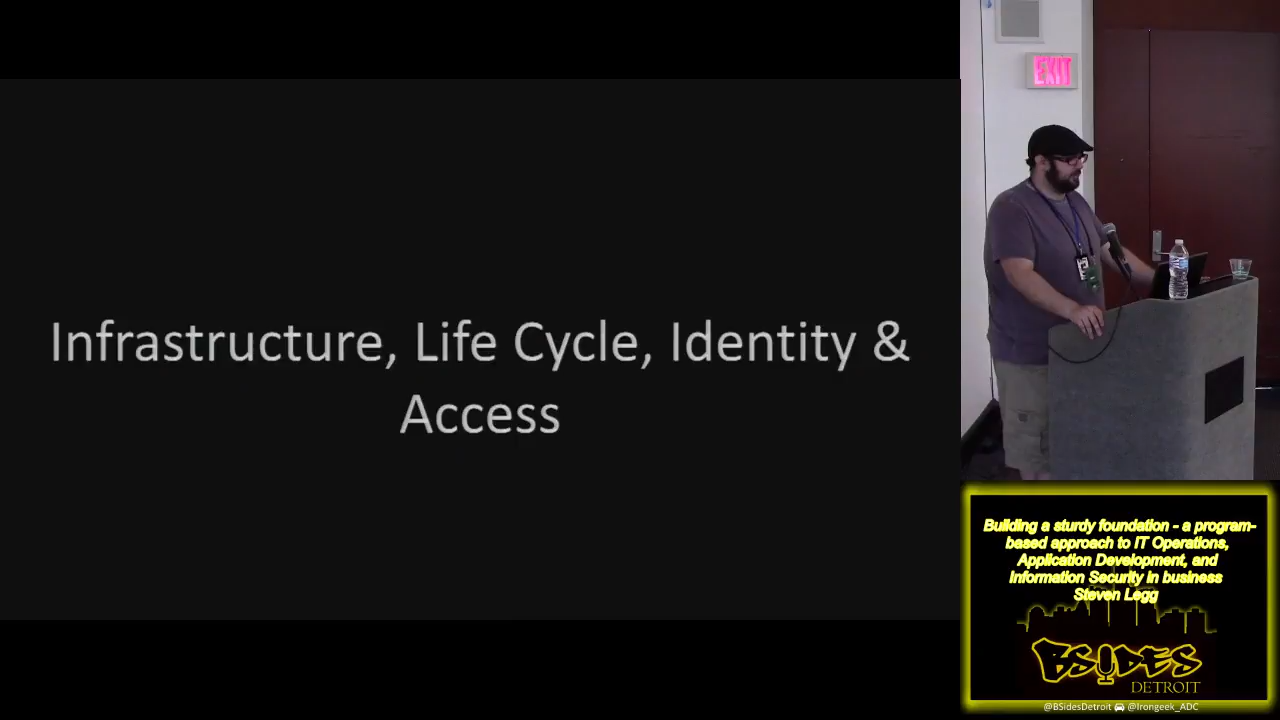 Infrastructure, Life Cycle, Identity &
Access
EXIT
Building a sturdy foundation - a program-
based approach to IT Operations,
Application Development, and
Information Security in business
Steven Legg
BSIDES
DETROIT
@BSidesDetroit @Irongeek_ADC